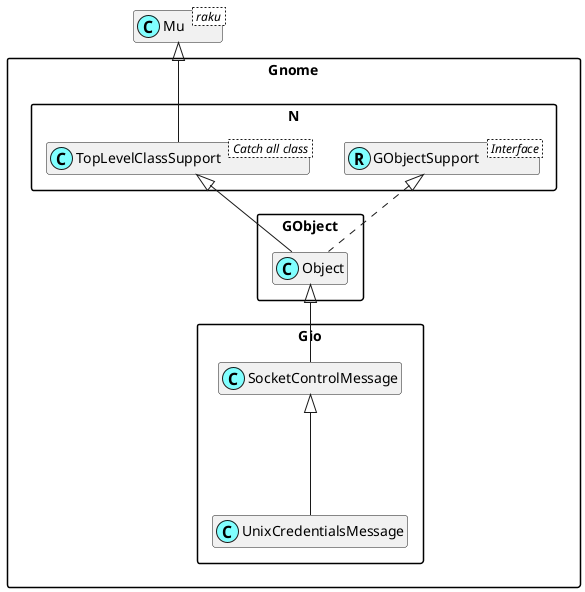 C Mu raku
Gnome
N
C TopLevelClassSupport Catch all class
R GObjectSupport Interface
GObject
C Object
Gio
C SocketControlMessage
C UnixCredentialsMessage